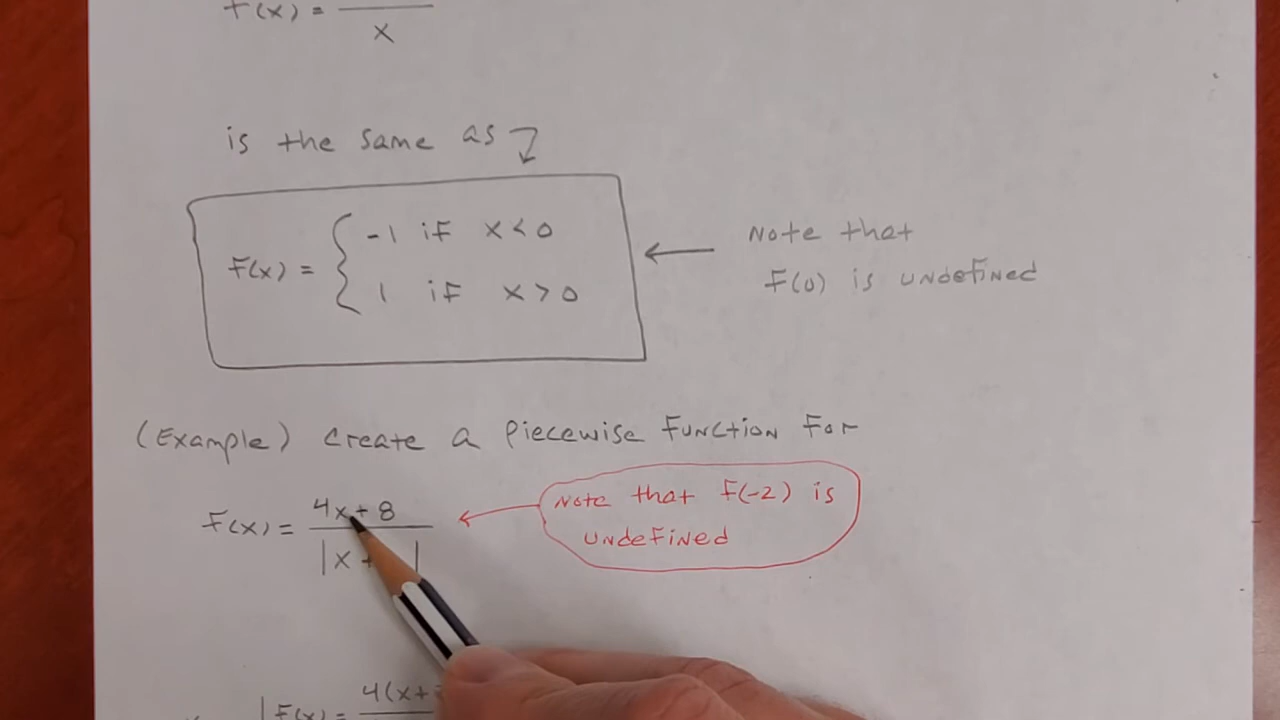 f(x) =
x
is the same as
f(x) = { -1 if x < 0
1 if x > 0
Note that
f(0) is undefined
(Example) Create a piecewise function for
f(x) = 4x + 8
|x + |
Note that f(-2) is
undefined
f(x) = 4(x+